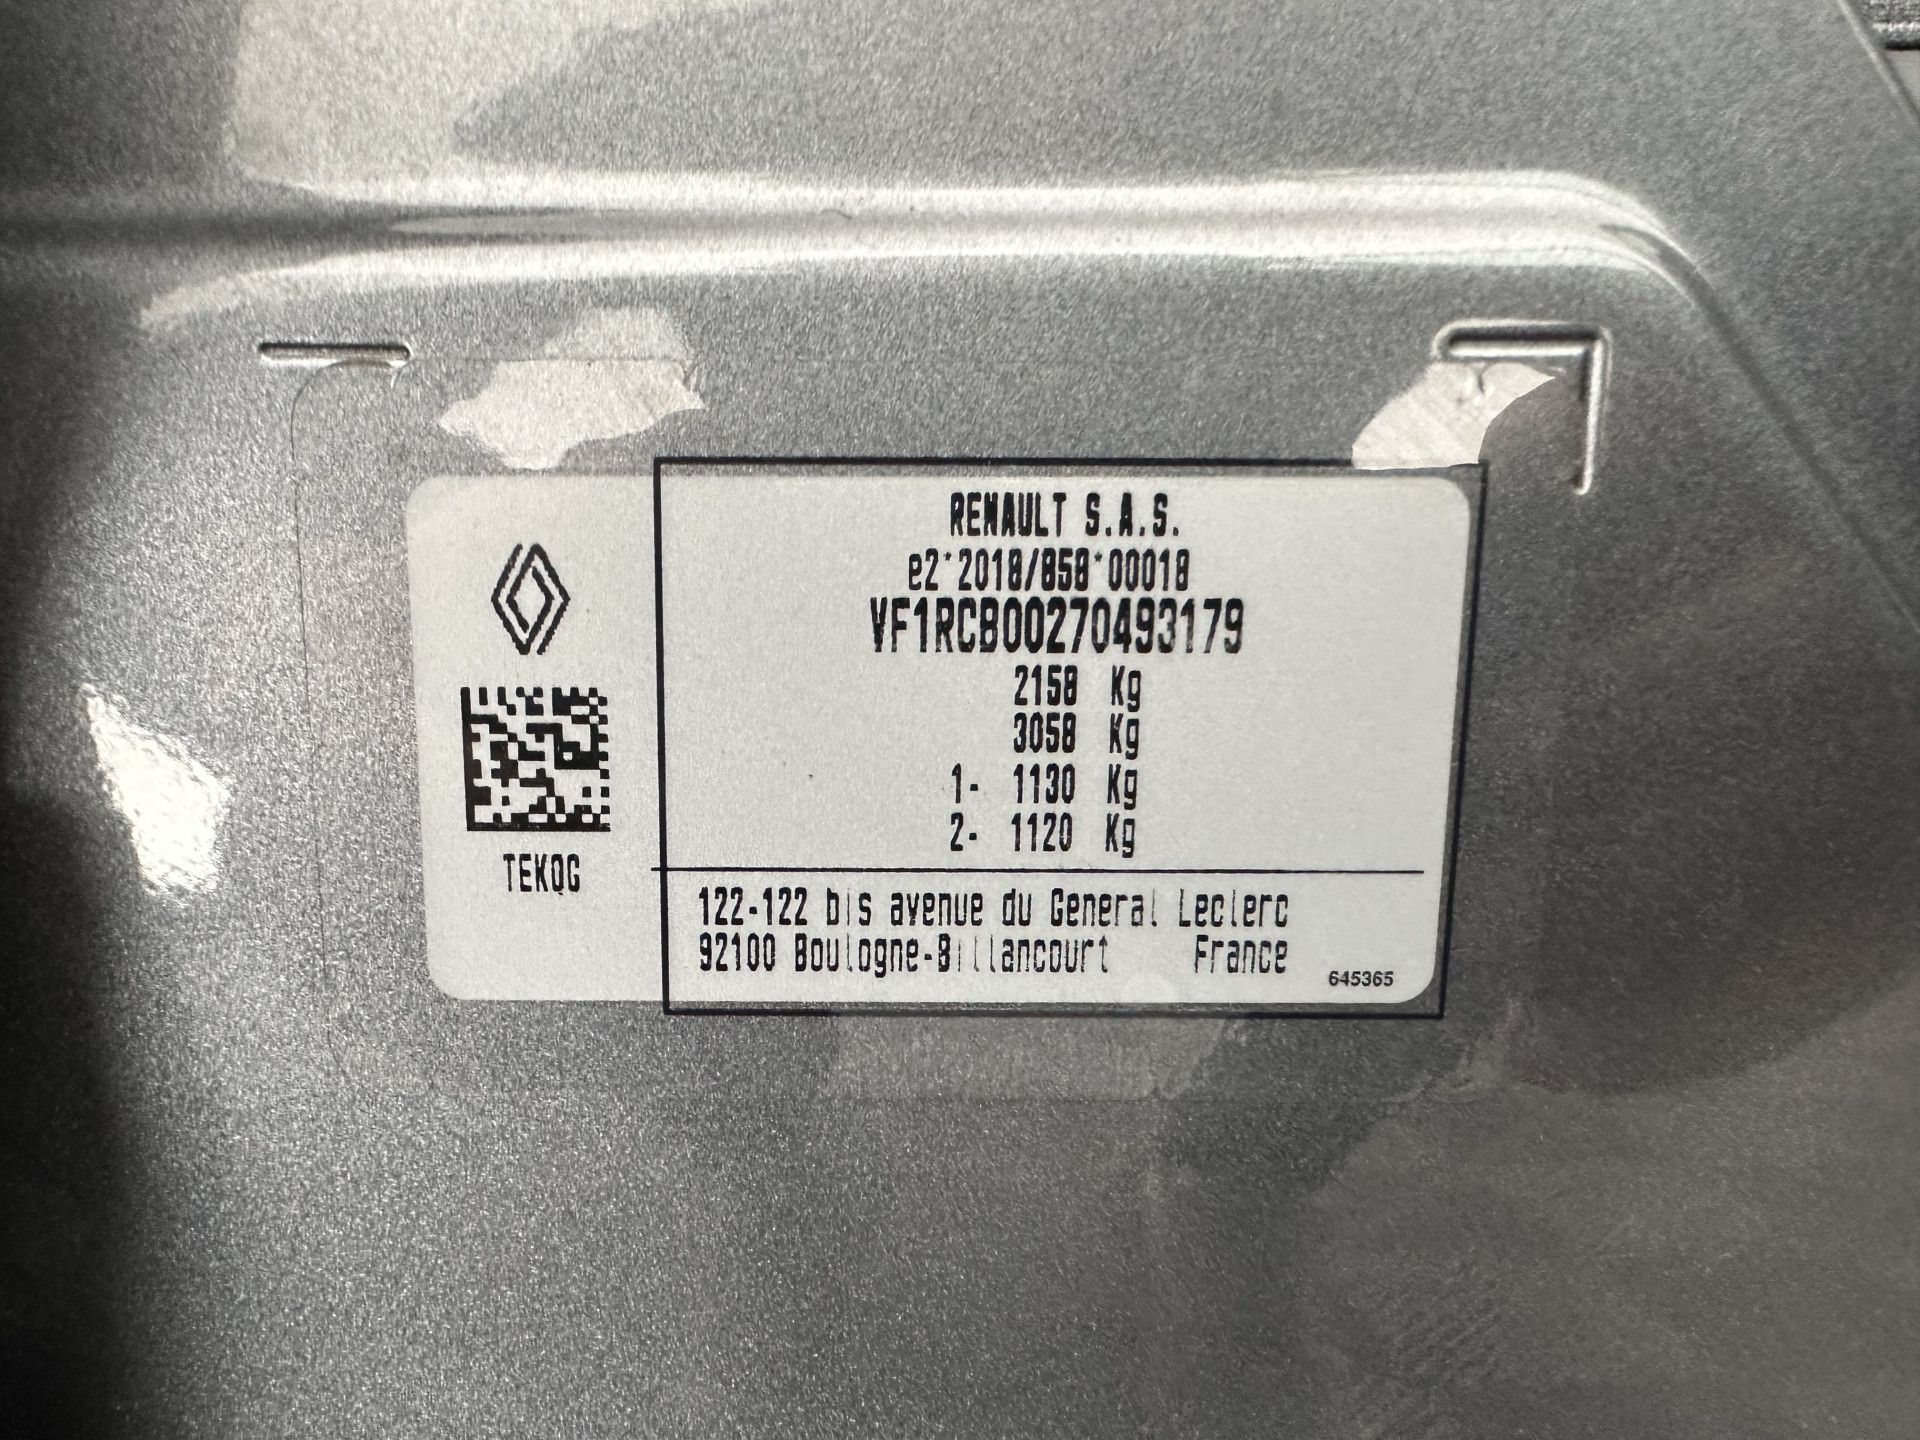 RENAULT S.A.S.
e2*2018/858*00018
VF1RCB00270493179
2158 Kg
3058 Kg
1- 1130 Kg
2- 1120 Kg
TEKQG
122-122 bis avenue du General Leclerc
92100 Boulogne-Billancourt France
645365